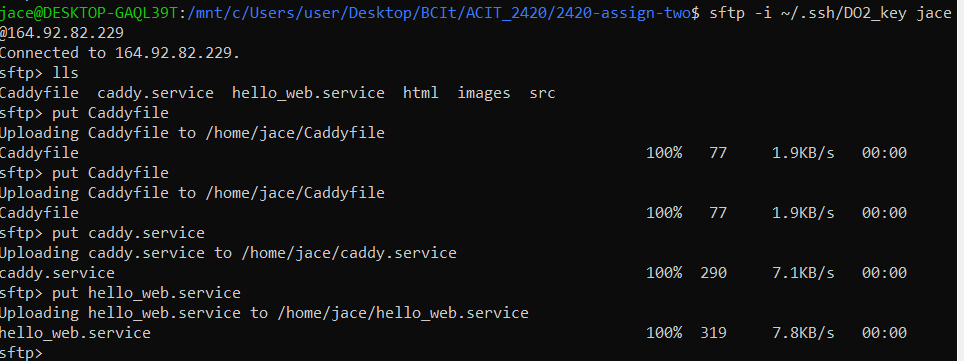 jace@DESKTOP-GAQL39T:/mnt/c/Users/user/Desktop/BCIt/ACIT_2420/2420-assign-two$ sftp -i ~/.ssh/DO2_key jace
@164.92.82.229
Connected to 164.92.82.229.
sftp> lls
Caddyfile  caddy.service  hello_web.service  html  images  src
sftp> put Caddyfile
Uploading Caddyfile to /home/jace/Caddyfile
Caddyfile 100% 77 1.9KB/s 00:00
sftp> put Caddyfile
Uploading Caddyfile to /home/jace/Caddyfile
Caddyfile 100% 77 1.9KB/s 00:00
sftp> put caddy.service
Uploading caddy.service to /home/jace/caddy.service
caddy.service 100% 290 7.1KB/s 00:00
sftp> put hello_web.service
Uploading hello_web.service to /home/jace/hello_web.service
hello_web.service 100% 319 7.8KB/s 00:00
sftp>